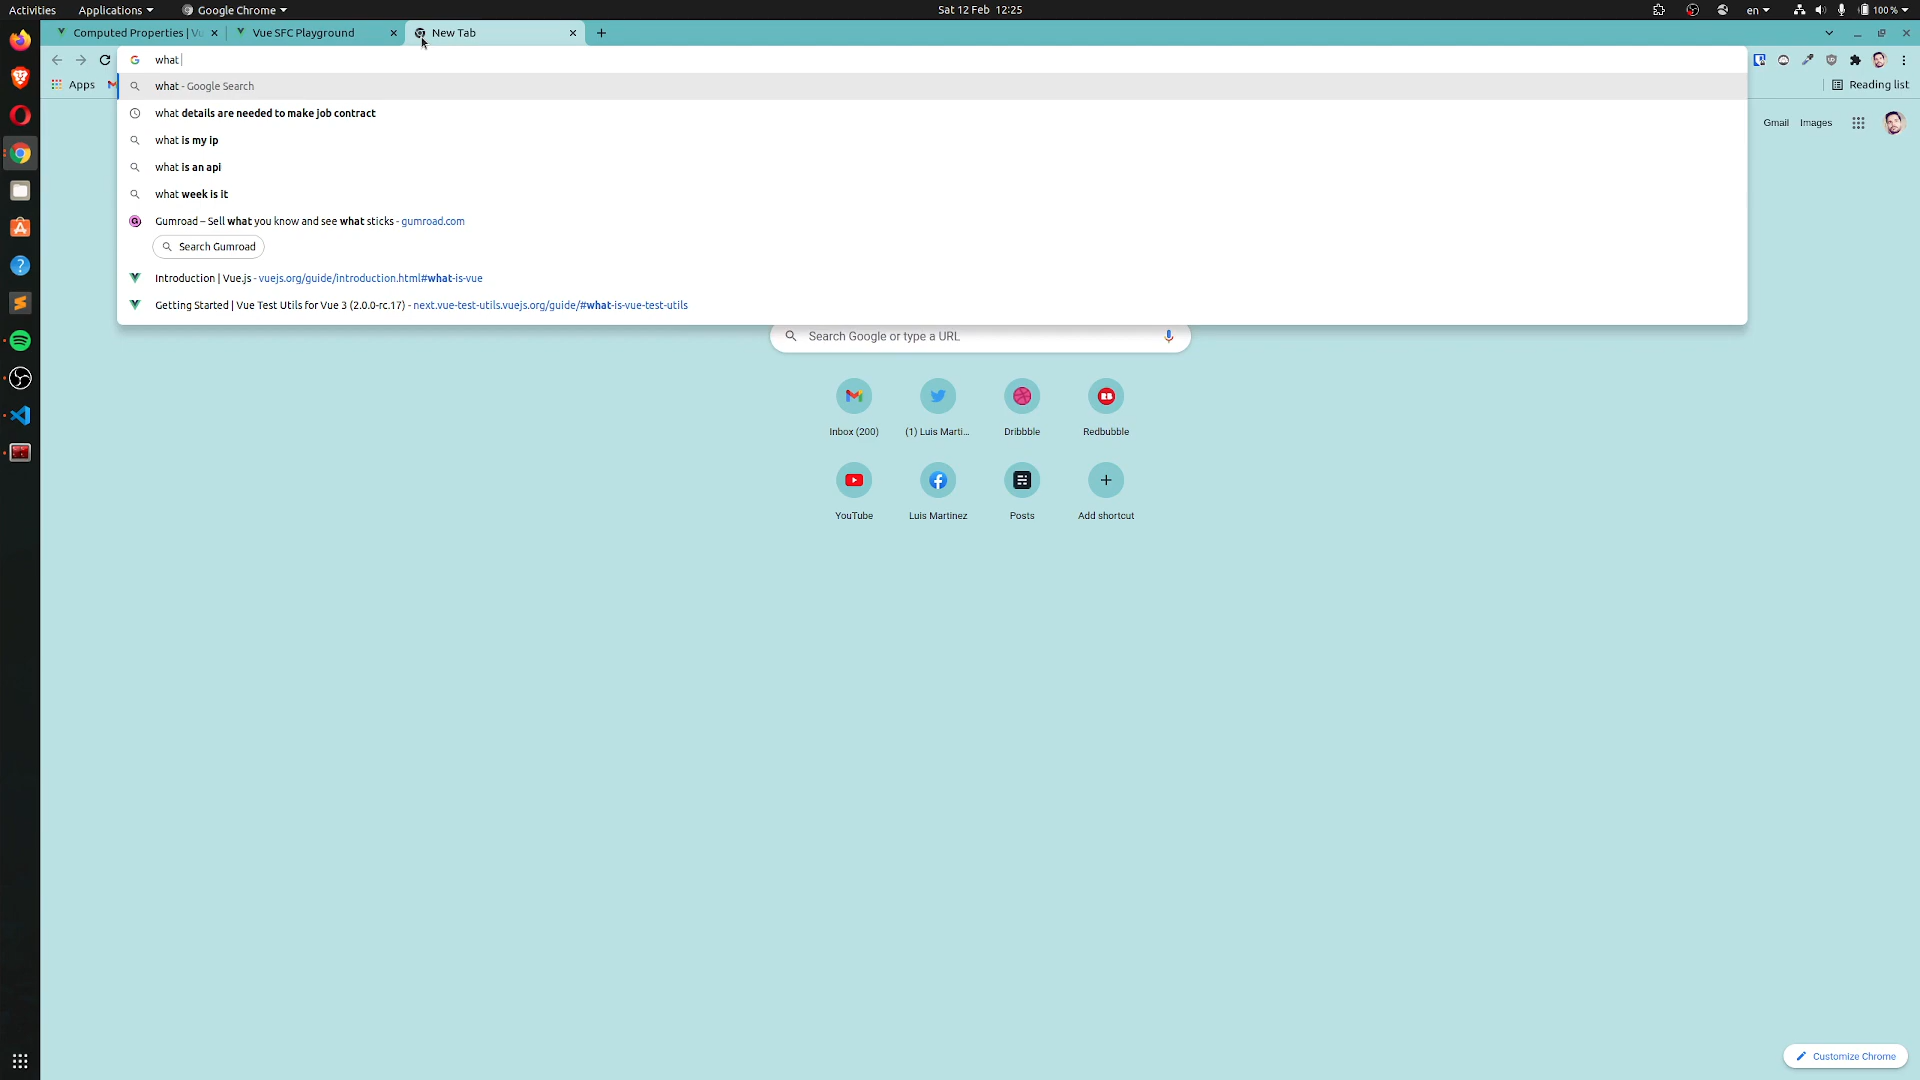 Activities Applications Google Chrome Sat 12 Feb 12:25 en 100 %
Computed Properties | Vu Vue SFC Playground New Tab
what
Apps Reading list
what - Google Search
what details are needed to make job contract
what is my ip
what is an api
what week is it
Gumroad – Sell what you know and see what sticks - gumroad.com
Search Gumroad
Introduction | Vue.js - vuejs.org/guide/introduction.html#what-is-vue
Getting Started | Vue Test Utils for Vue 3 (2.0.0-rc.17) - next.vue-test-utils.vuejs.org/guide/#what-is-vue-test-utils
Gmail Images
Search Google or type a URL
Inbox (200) (1) Luis Marti... Dribbble Redbubble
YouTube Luis Martinez Posts Add shortcut
Customize Chrome